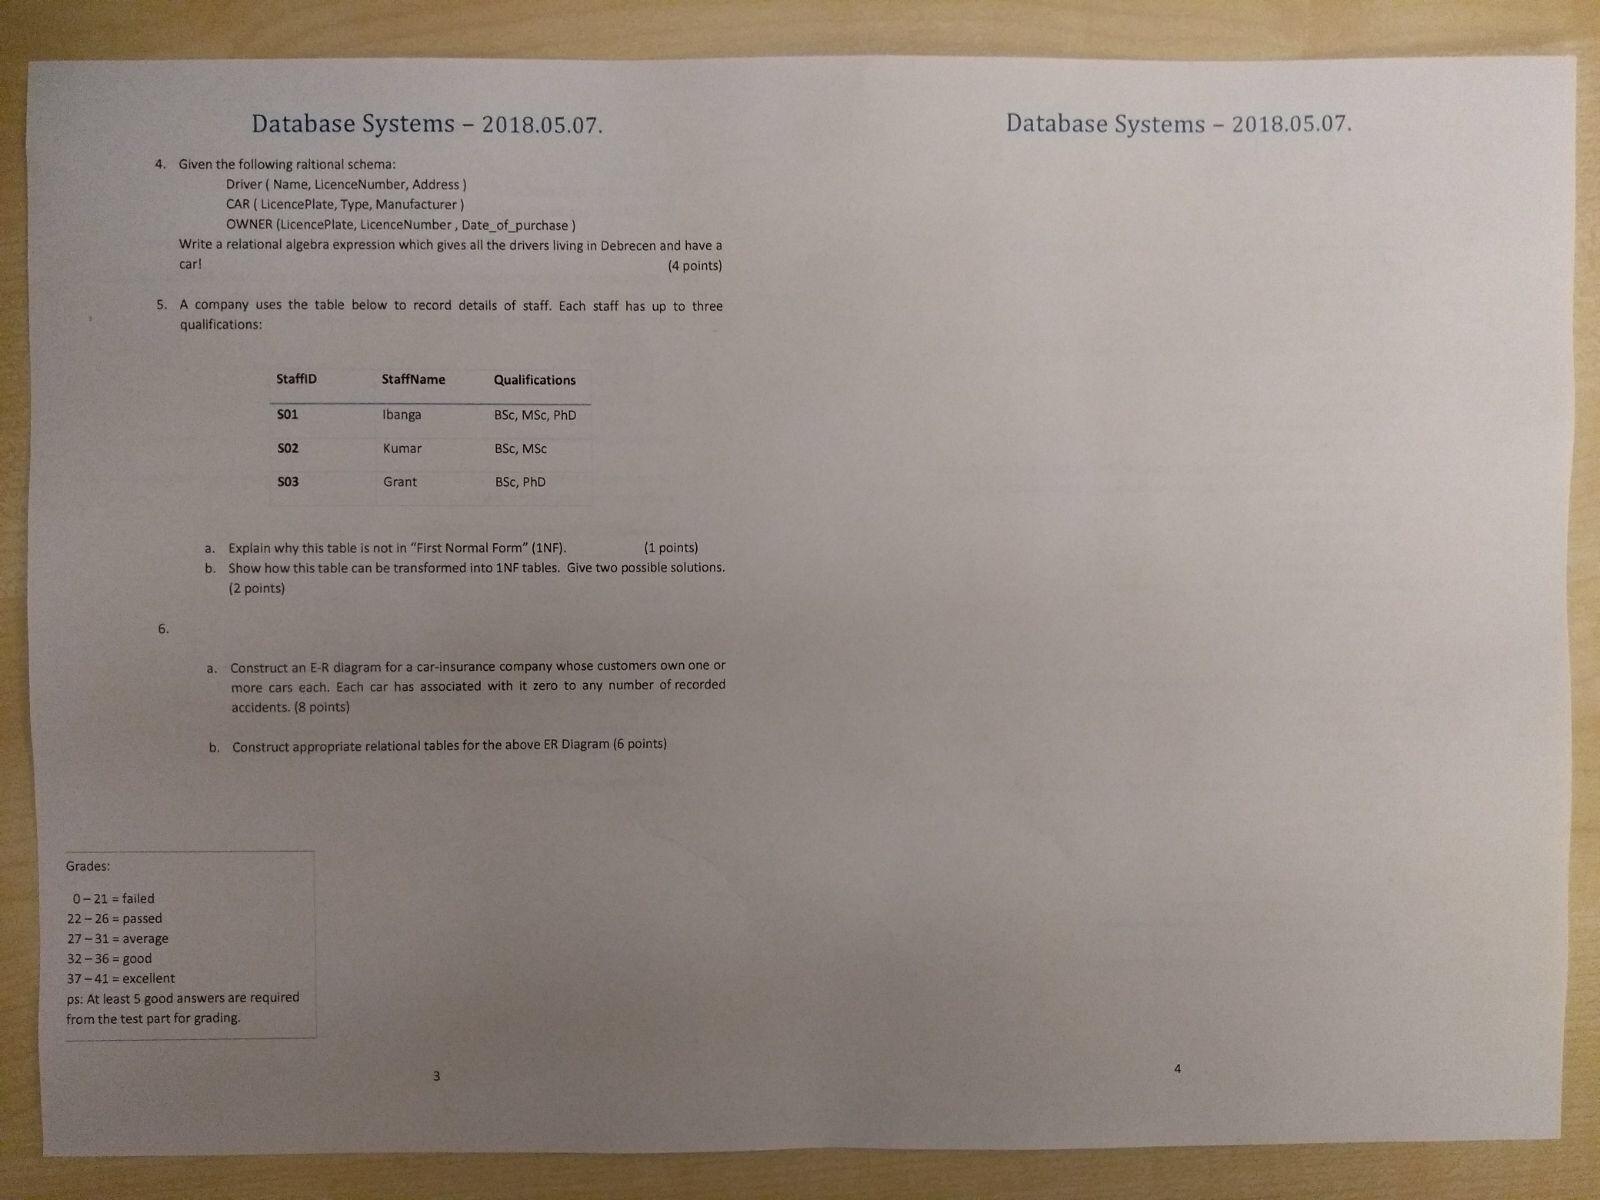 Database Systems – 2018.05.07.
4. Given the following raltional schema:
Driver ( Name, LicenceNumber, Address )
CAR ( LicencePlate, Type, Manufacturer )
OWNER (LicencePlate, LicenceNumber , Date_of_purchase )
Write a relational algebra expression which gives all the drivers living in Debrecen and have a
car! (4 points)
5. A company uses the table below to record details of staff. Each staff has up to three
qualifications:
StaffID StaffName Qualifications
S01 Ibanga BSc, MSc, PhD
S02 Kumar BSc, MSc
S03 Grant BSc, PhD
a. Explain why this table is not in “First Normal Form” (1NF). (1 points)
b. Show how this table can be transformed into 1NF tables. Give two possible solutions.
(2 points)
6.
a. Construct an E-R diagram for a car-insurance company whose customers own one or
more cars each. Each car has associated with it zero to any number of recorded
accidents. (8 points)
b. Construct appropriate relational tables for the above ER Diagram (6 points)
Grades:
0 – 21 = failed
22 – 26 = passed
27 – 31 = average
32 – 36 = good
37 – 41 = excellent
ps: At least 5 good answers are required
from the test part for grading.
3
Database Systems – 2018.05.07.
4